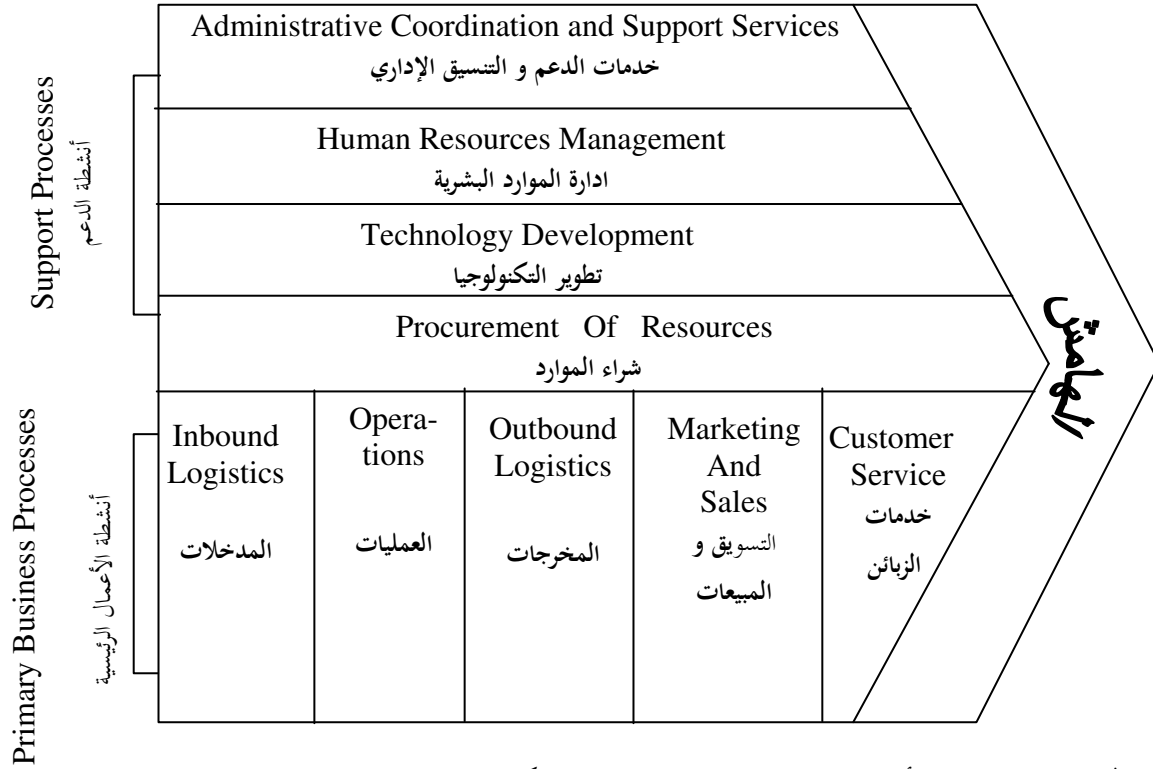 Administrative Coordination and Support Services
خدمات الدعم و التنسيق الإداري
Support Processes
أنشطة الدعم
Human Resources Management
ادارة الموارد البشرية
Technology Development
تطوير التكنولوجيا
Procurement Of Resources
شراء الموارد
الهامش
Primary Business Processes
أنشطة الأعمال الرئيسية
Inbound
Logistics
المدخلات
Opera-
tions
العمليات
Outbound
Logistics
المخرجات
Marketing
And
Sales
التسويق و
المبيعات
Customer
Service
خدمات
الزبائن